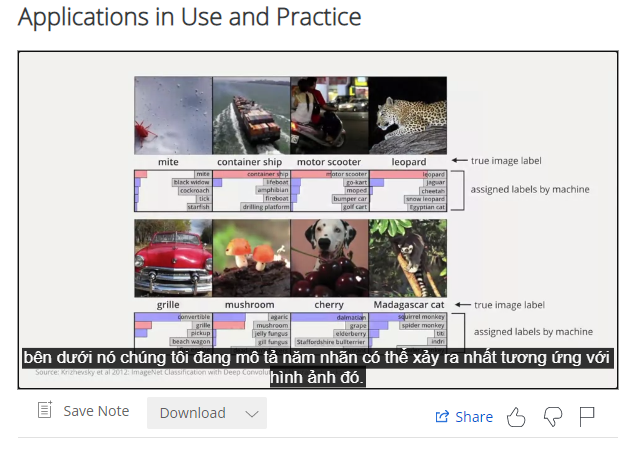 Applications in Use and Practice
mite container ship motor scooter leopard
true image label
mite container ship motor scooter leopard
black widow lifeboat go-kart jaguar
cockroach amphibian moped cheetah
tick fireboat bumper car snow leopard
starfish drilling platform golf cart Egyptian cat
assigned labels by machine
grille mushroom cherry Madagascar cat
true image label
convertible agaric dalmatian squirrel monkey
grille mushroom grape spider monkey
pickup jelly fungus elderberry titi
beach wagon gill fungus Staffordshire bullterrier indri
assigned labels by machine
bên dưới nó chúng tôi đang mô tả năm nhãn có thể xảy ra nhất tương ứng với
hình ảnh đó.
Source: Krizhevsky et al 2012: ImageNet Classification with Deep
Save Note Download Share